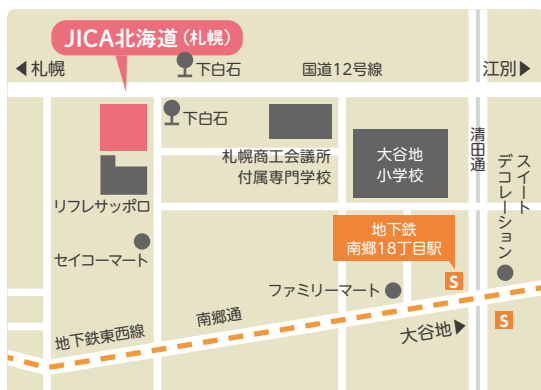 JICA北海道(札幌)
◀札幌
下白石
国道12号線
江別▶
下白石
札幌商工会議所
付属専門学校
大谷地
小学校
清田通
スイート
デコレーション
リフレサッポロ
地下鉄
南郷18丁目駅
セイコーマート
S
ファミリーマート
南郷通
地下鉄東西線
大谷地▶
S